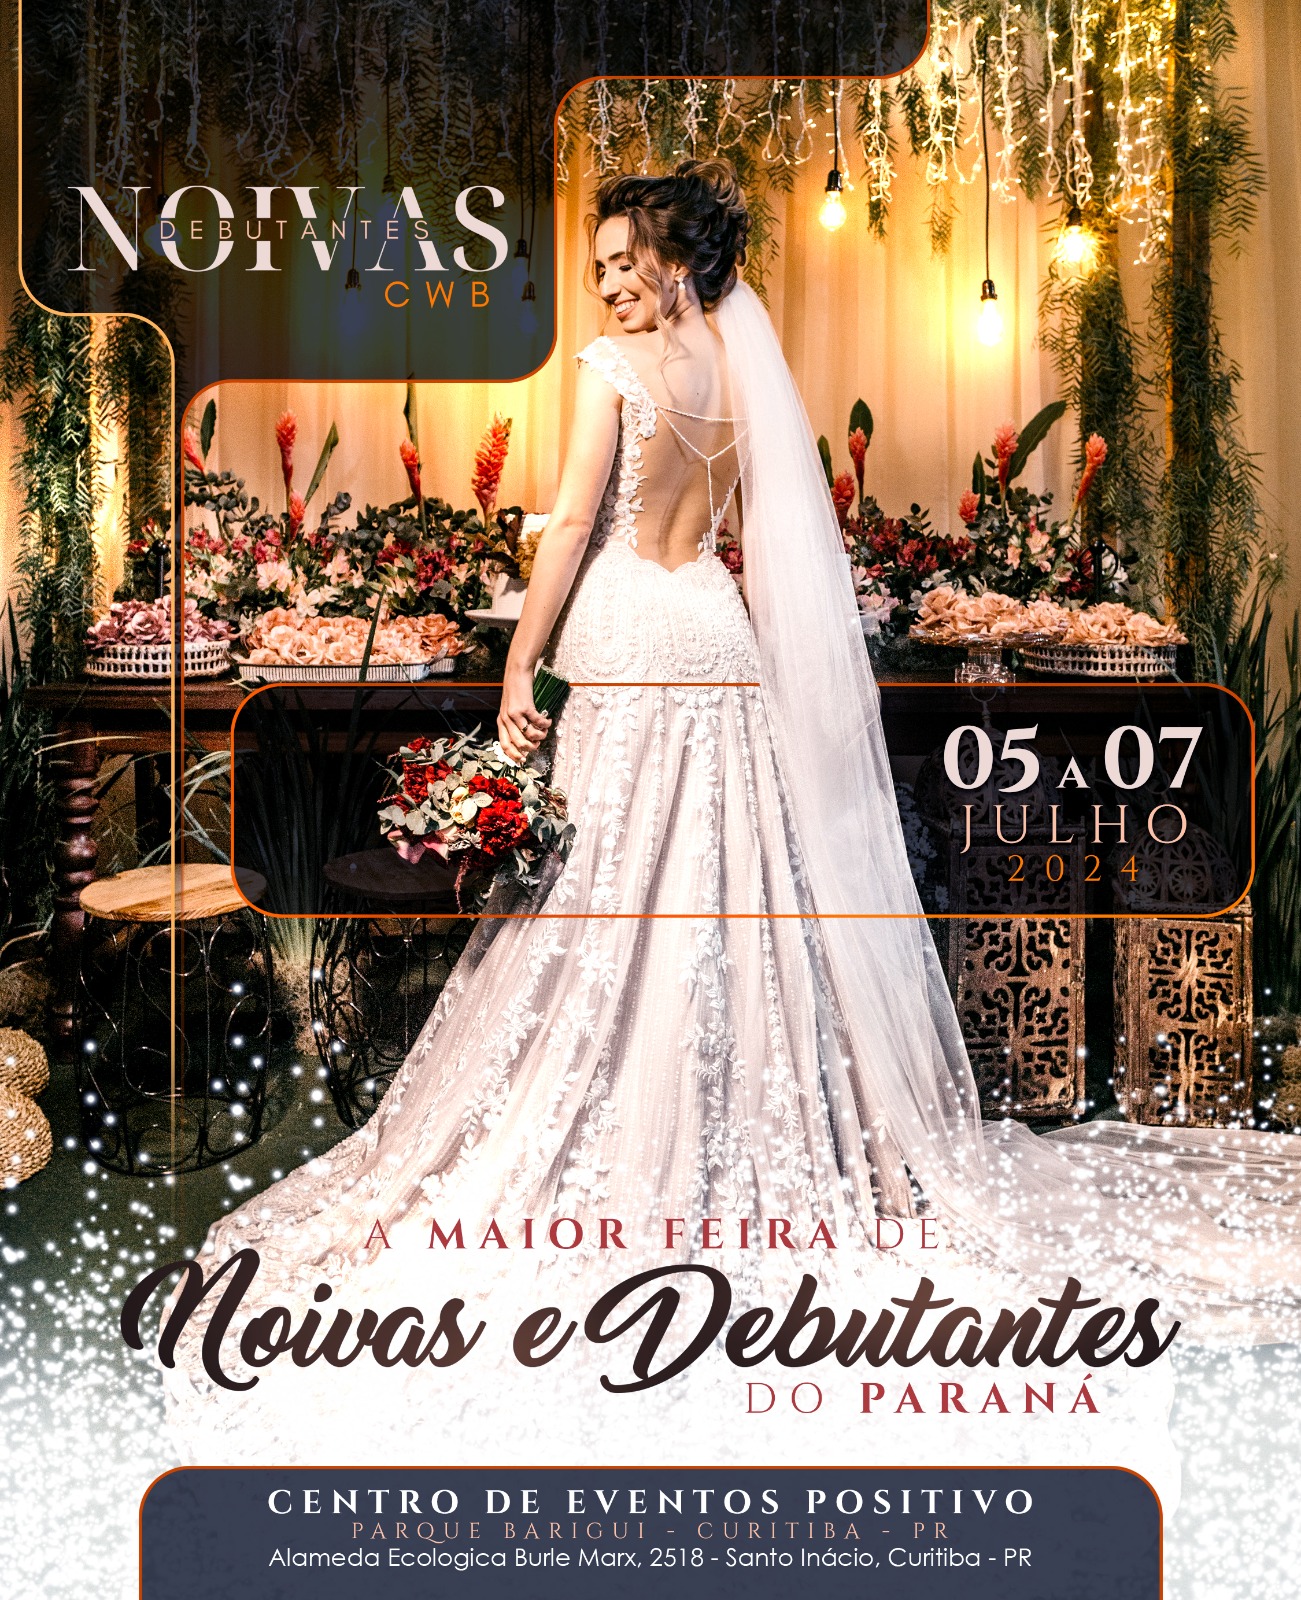 NOIVAS
DEBUTANTES
CWB
05 A 07
JULHO
2024
A MAIOR FEIRA DE
Noivas e Debutantes
DO PARANÁ
CENTRO DE EVENTOS POSITIVO
PARQUE BARIGUI - CURITIBA - PR
Alameda Ecologica Burle Marx, 2518 - Santo Inácio, Curitiba - PR